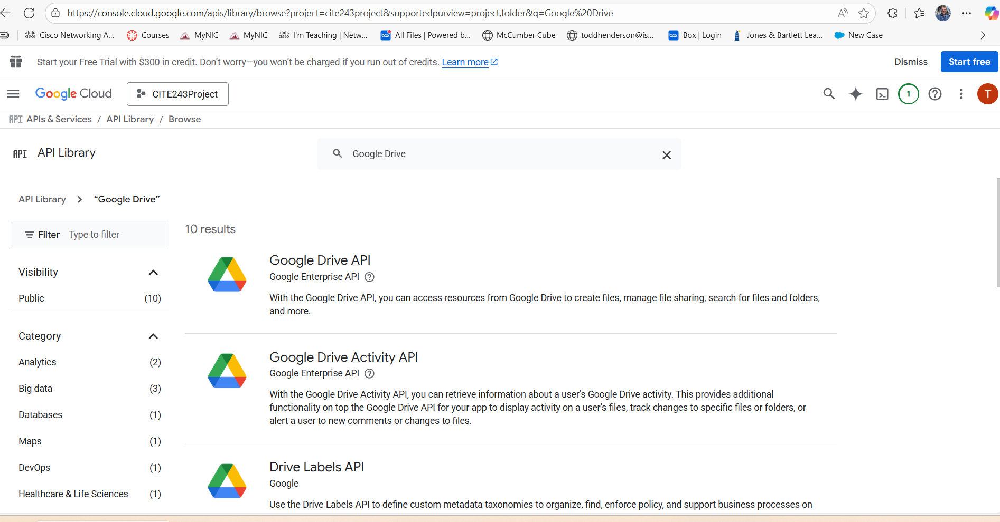 https://console.cloud.google.com/apis/library/browse?project=cite243project&supportedpurview=project,folder&q=Google%20Drive
Cisco Networking A...
Courses
MyNIC
MyNIC
I'm Teaching | Netw...
All Files | Powered b...
McCumber Cube
toddhenderson@is...
Box | Login
Jones & Bartlett Lea...
New Case
Start your Free Trial with $300 in credit. Don’t worry—you won’t be charged if you run out of credits. Learn more
Dismiss
Start free
Google Cloud
CITE243Project
1
T
API APIs & Services / API Library / Browse
API API Library
Google Drive
API Library > “Google Drive”
Filter Type to filter
10 results
Visibility
Public (10)
Category
Analytics (2)
Big data (3)
Databases (1)
Maps (1)
DevOps (1)
Healthcare & Life Sciences (1)
Google Drive API
Google Enterprise API
With the Google Drive API, you can access resources from Google Drive to create files, manage file sharing, search for files and folders,
and more.
Google Drive Activity API
Google Enterprise API
With the Google Drive Activity API, you can retrieve information about a user's Google Drive activity. This provides additional
functionality on top the Google Drive API for your app to display activity on a user's files, track changes to specific files or folders, or
alert a user to new comments or changes to files.
Drive Labels API
Google
Use the Drive Labels API to define custom metadata taxonomies to organize, find, enforce policy, and support business processes on